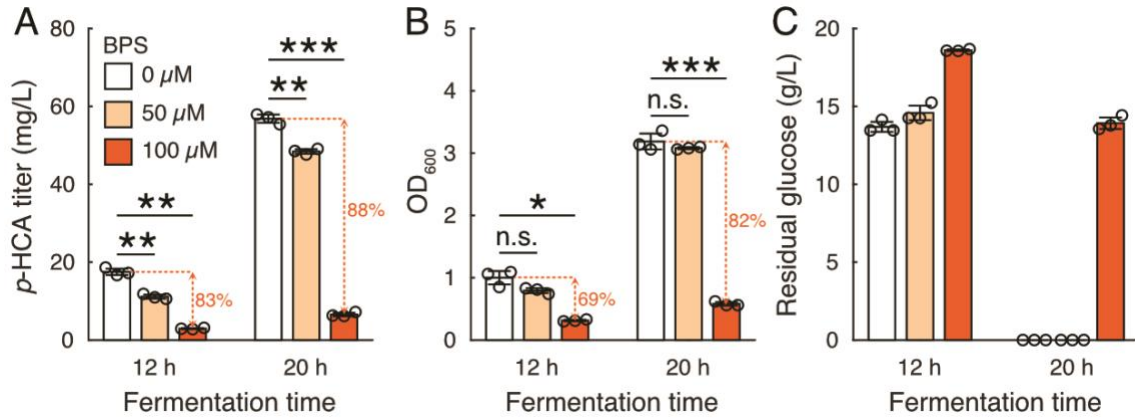 A
p-HCA titer (mg/L)
80
60
40
20
0
BPS
0 µM
50 µM
100 µM
**
**
83%
**
***
88%
12 h
20 h
Fermentation time
B
OD600
5
4
3
2
1
0
n.s.
*
69%
n.s.
***
82%
12 h
20 h
Fermentation time
C
Residual glucose (g/L)
20
15
10
5
0
12 h
20 h
Fermentation time